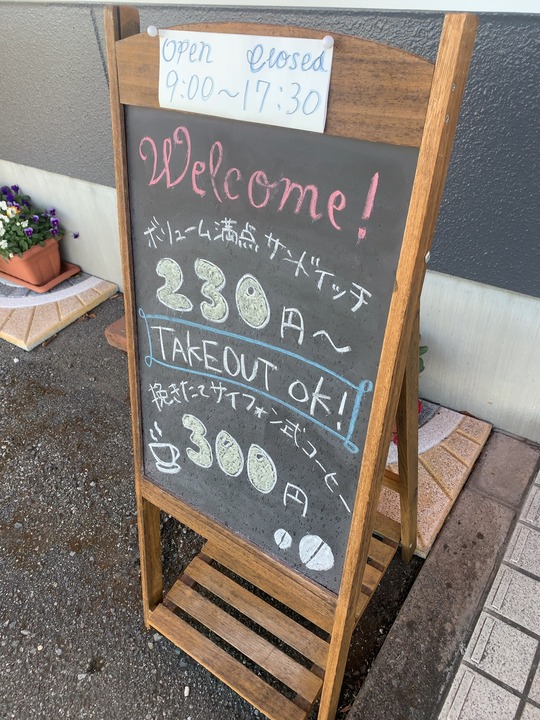 Open Closed
9:00～17:30
Welcome!
ボリューム満点 サンドイッチ
230円～
TAKEOUT OK!
挽きたてサイフォン式コーヒー
300円